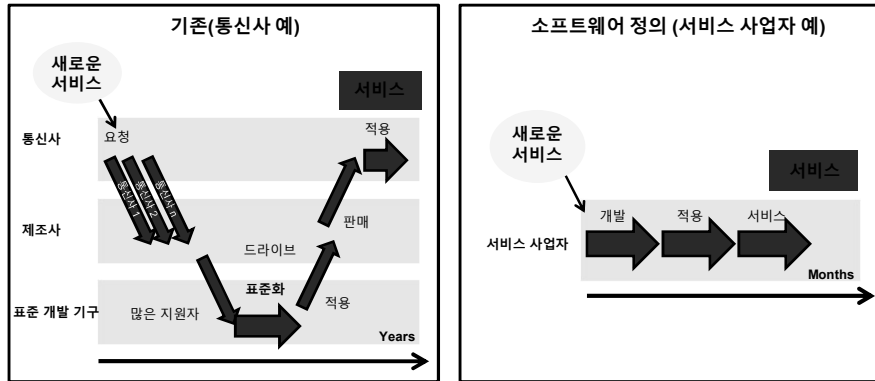 기존(통신사 예)
새로운
서비스
서비스
통신사
요청
적용
통신사 1
통신사 2
통신사 n
제조사
판매
드라이브
표준화
표준 개발 기구
많은 지원자
적용
Years
소프트웨어 정의 (서비스 사업자 예)
새로운
서비스
서비스
개발
적용
서비스
서비스 사업자
Months